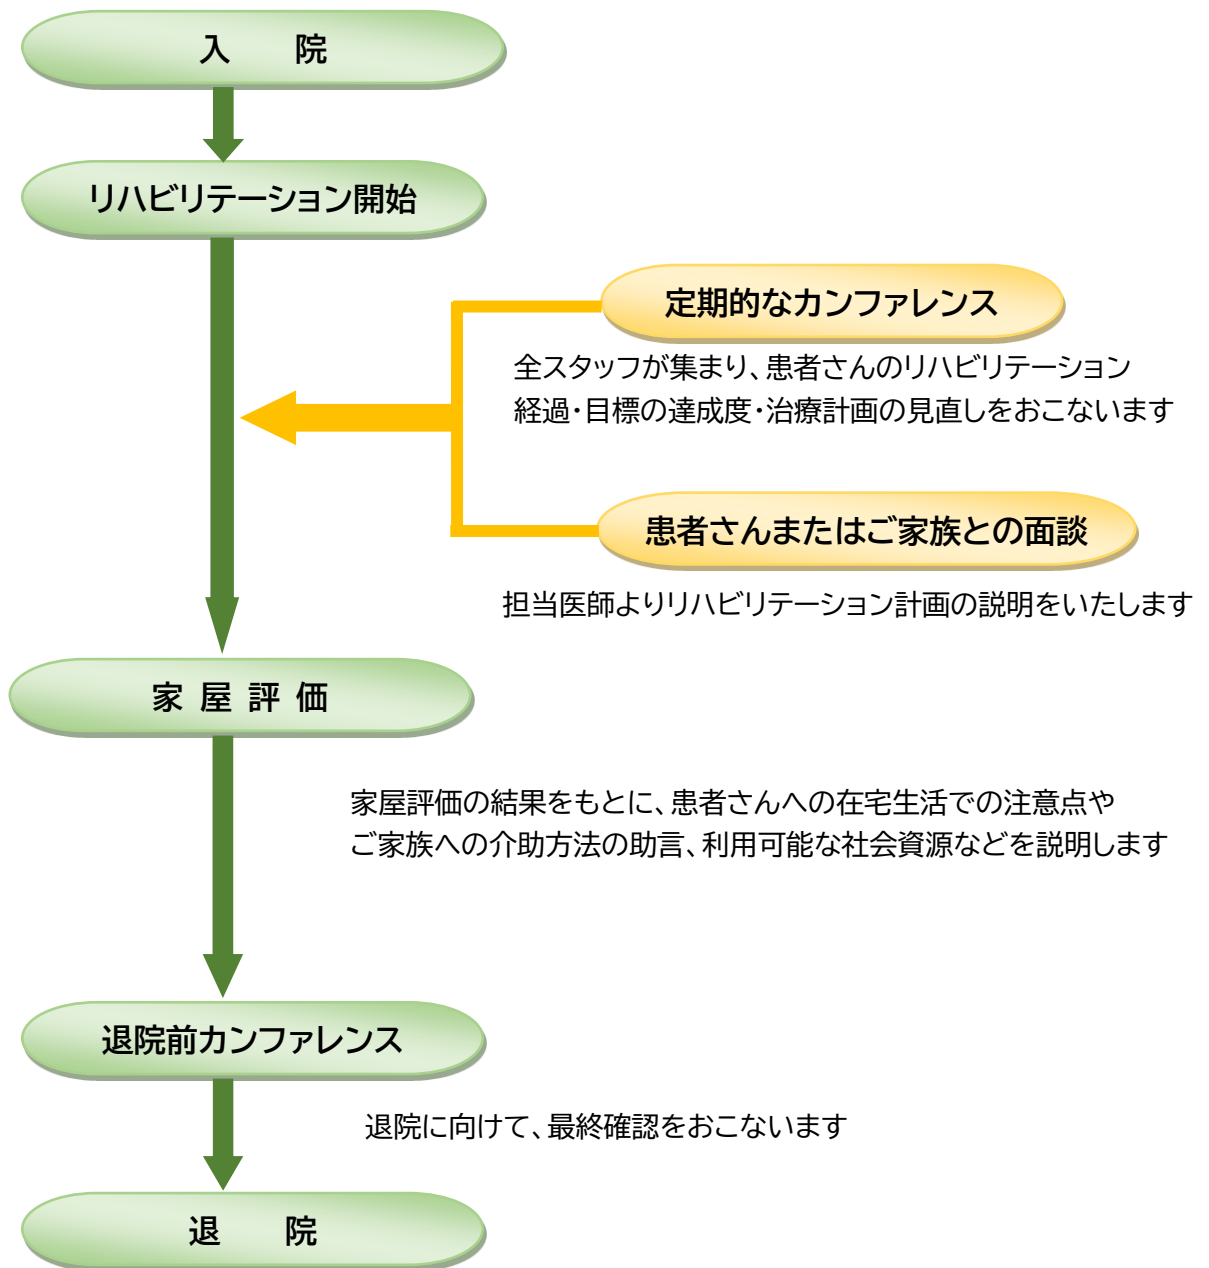 入　院
リハビリテーション開始
定期的なカンファレンス
全スタッフが集まり、患者さんのリハビリテーション
経過・目標の達成度・治療計画の見直しをおこないます
患者さんまたはご家族との面談
担当医師よりリハビリテーション計画の説明をいたします
家 屋 評 価
家屋評価の結果をもとに、患者さんへの在宅生活での注意点や
ご家族への介助方法の助言、利用可能な社会資源などを説明します
退院前カンファレンス
退院に向けて、最終確認をおこないます
退　院